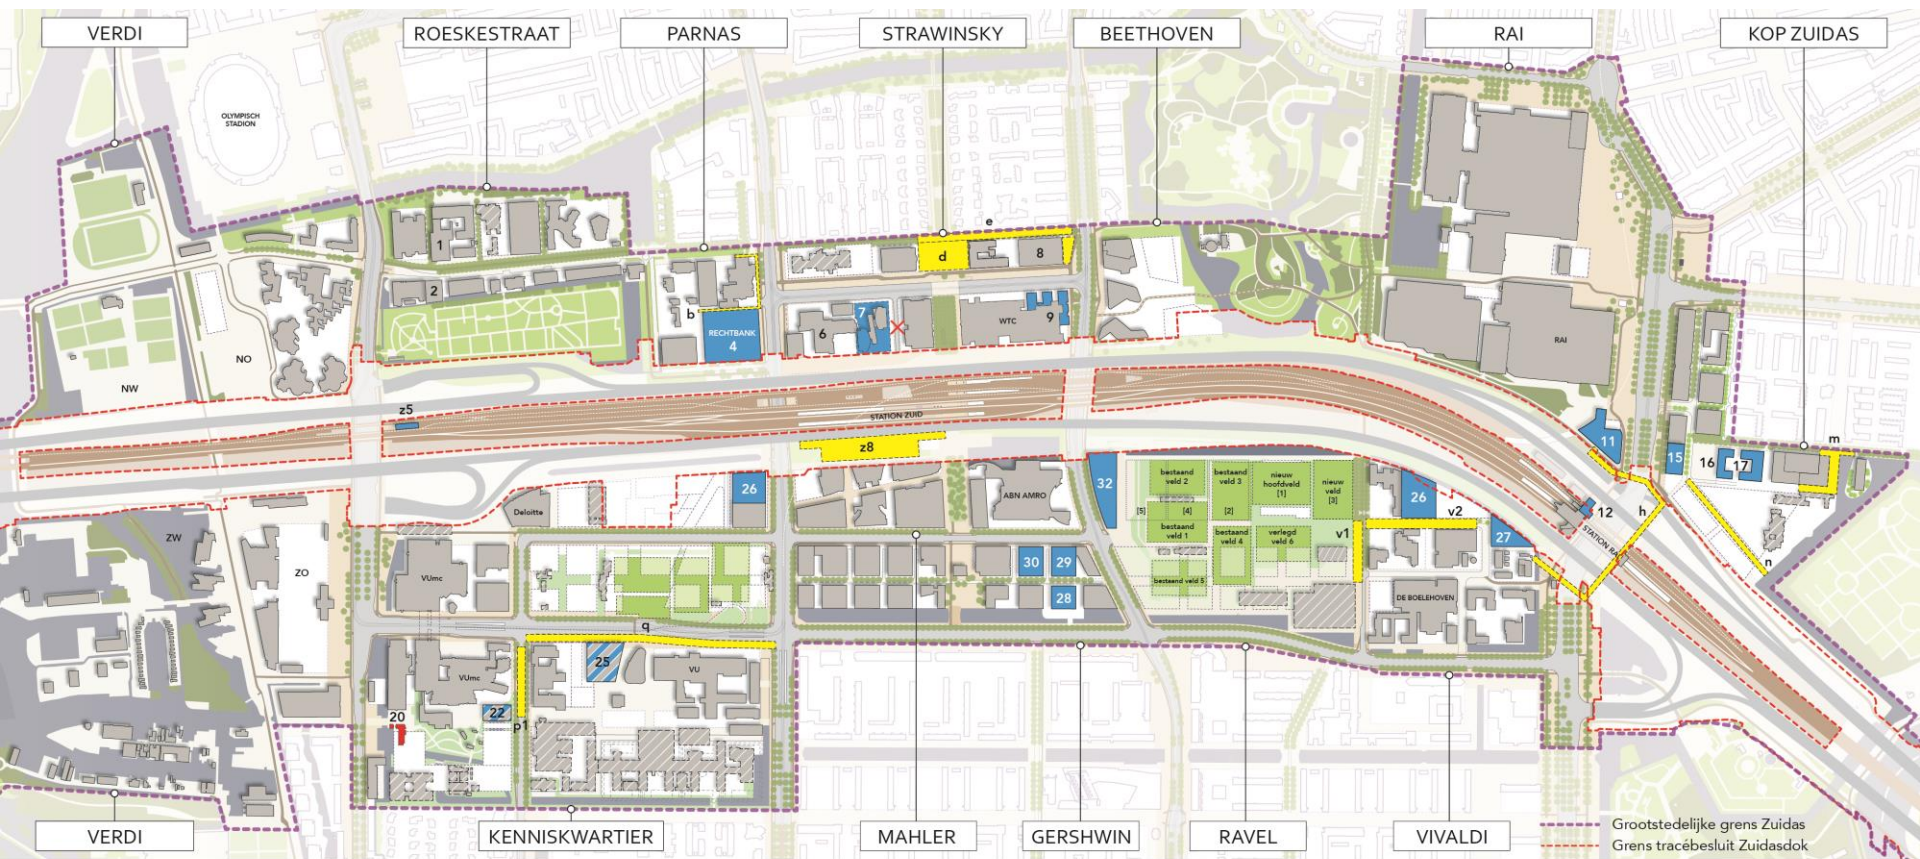 VERDI
ROESKESTRAAT
PARNAS
STRAWINSKY
BEETHOVEN
RAI
KOP ZUIDAS
OLYMPISCH
STADION
1
2
b
RECHTBANK
4
e
d
8
6
7
WTC
9
RAI
NO
NW
z5
STATION ZUID
z8
11
15
16
17
m
12
h
n
STATION RAI
ZW
ZO
Deloitte
26
VUmc
ABN AMRO
32
bestaand
veld 2
bestaand
veld 3
nieuw
hoofdveld
[1]
nieuw
veld
[3]
[5]
[4]
[2]
bestaand
veld 1
bestaand
veld 4
verlegd
veld 6
bestaand veld 5
v1
26
v2
27
DE BOELEHOVEN
30
29
28
q
25
VU
VUmc
22
p1
20
VERDI
KENNISKWARTIER
MAHLER
GERSHWIN
RAVEL
VIVALDI
Grootstedelijke grens Zuidas
Grens tracébesluit Zuidasdok